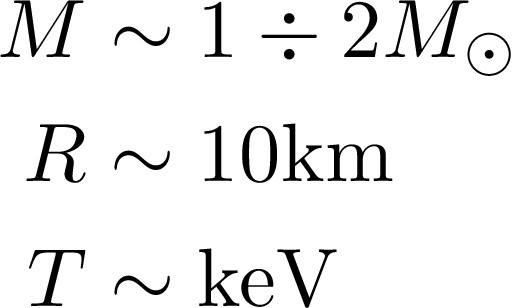 M ∼ 1 ÷ 2M⊙
R ∼ 10km
T ∼ keV